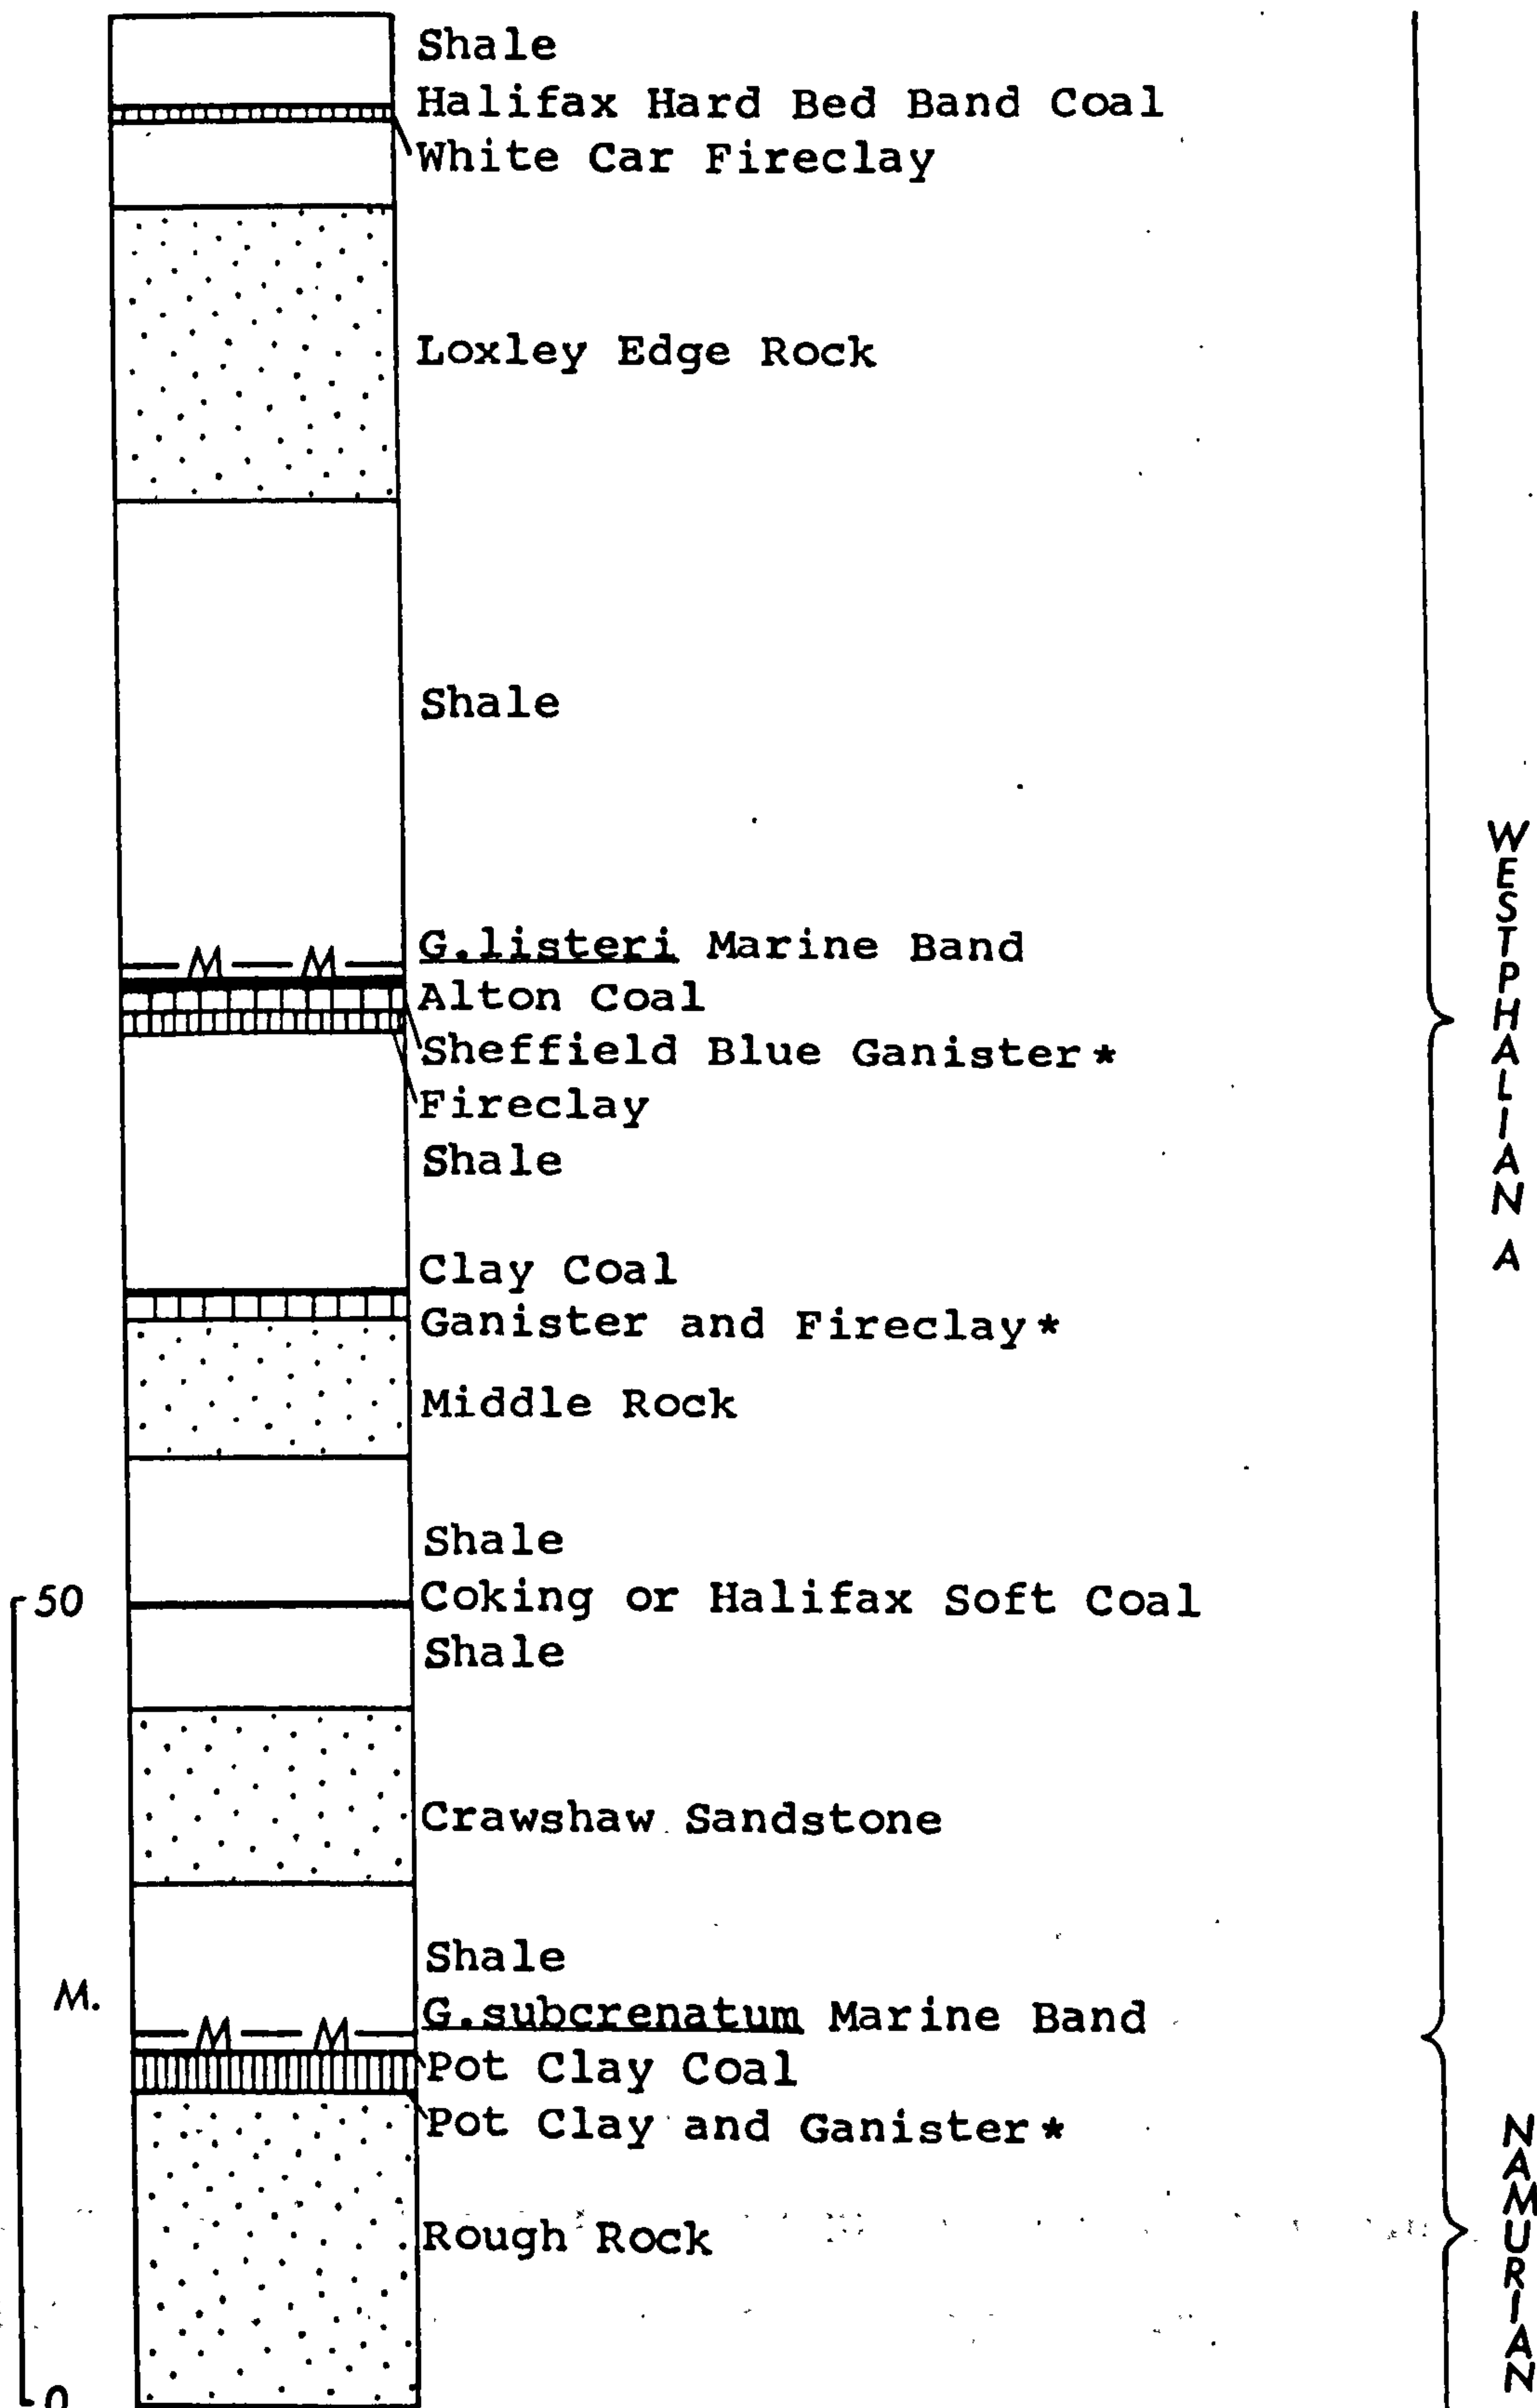 Shale
Halifax Hard Bed Band Coal
White Car Fireclay
Loxley Edge Rock
Shale
G.listeri Marine Band
Alton Coal
Sheffield Blue Ganister*
Fireclay
Shale
Clay Coal
Ganister and Fireclay*
Middle Rock
Shale
Coking or Halifax Soft Coal
Shale
Crawshaw Sandstone
Shale
G.subcrenatum Marine Band
Pot Clay Coal
Pot Clay and Ganister*
Rough Rock
M M
M M
50
M.
0
WESTPHALIAN A
NAMURIAN